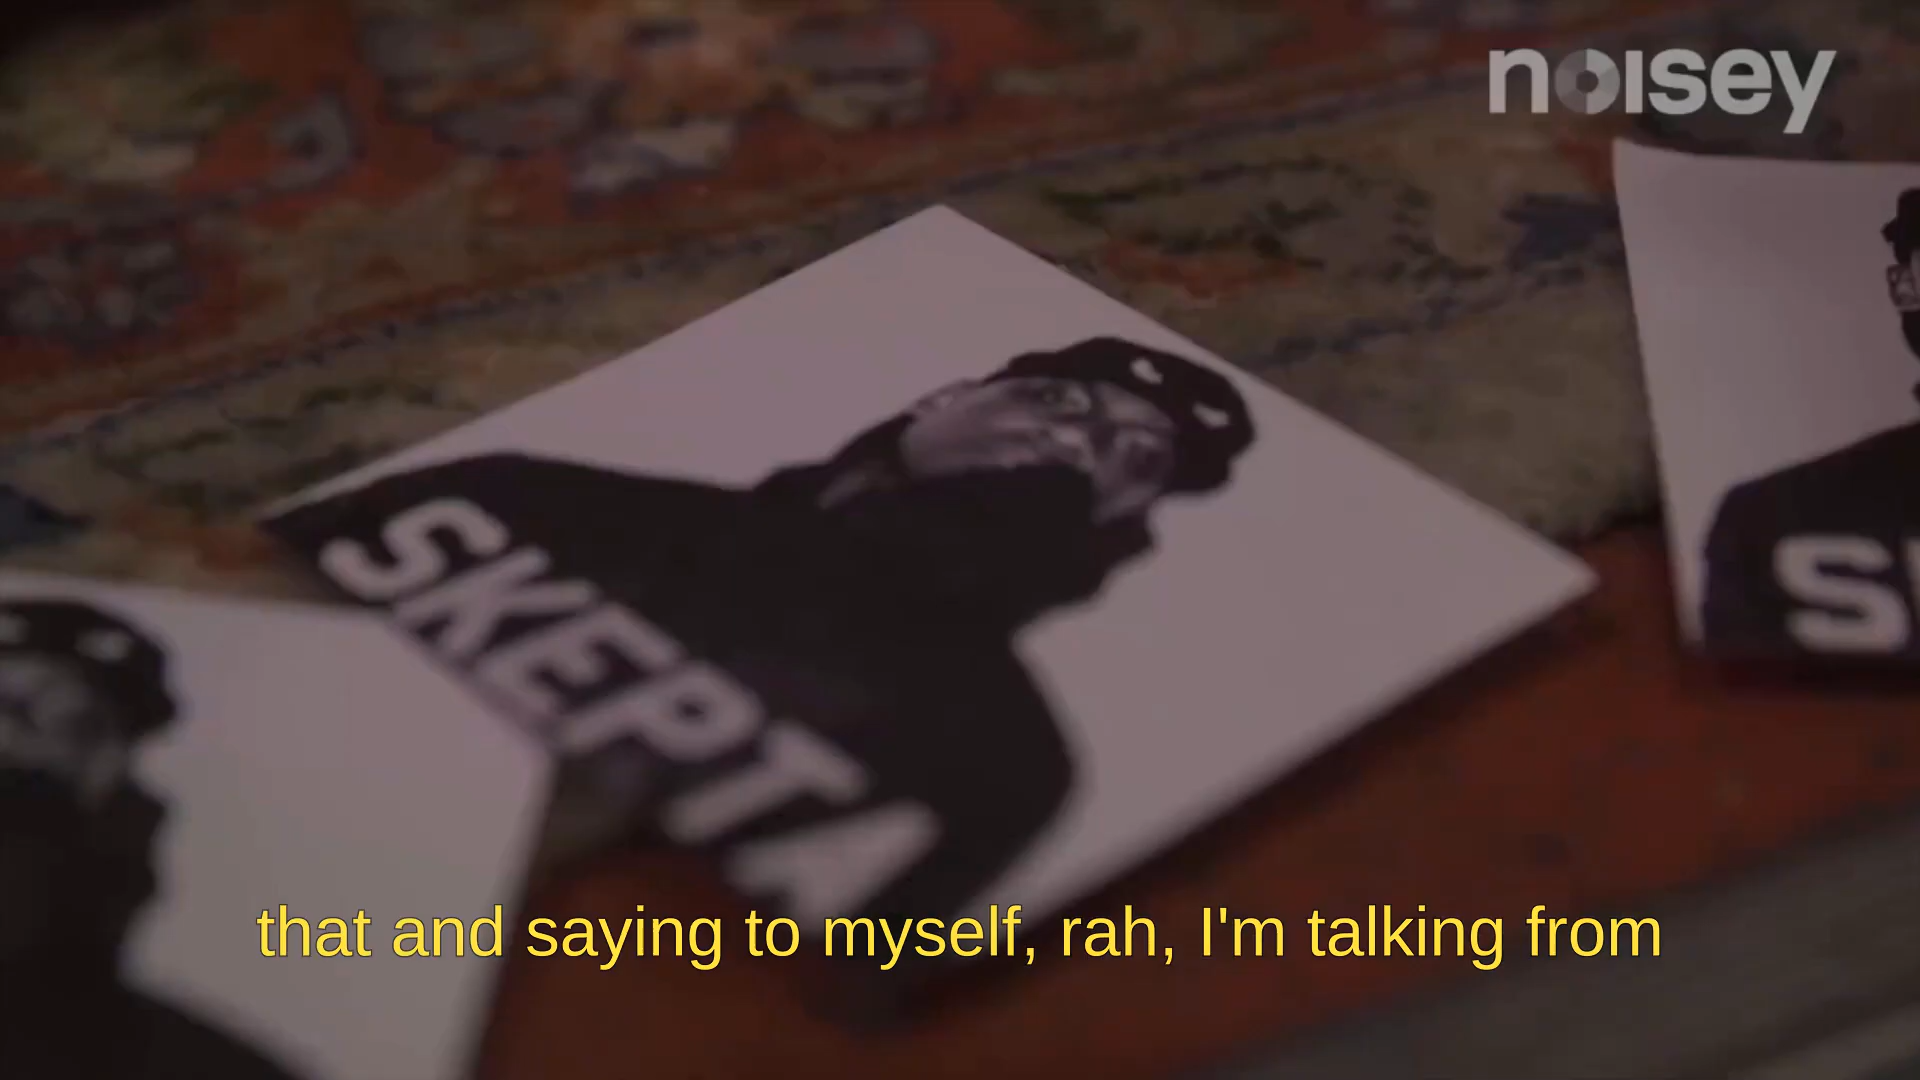 noisey
SKEPTA
that and saying to myself, rah, I'm talking from